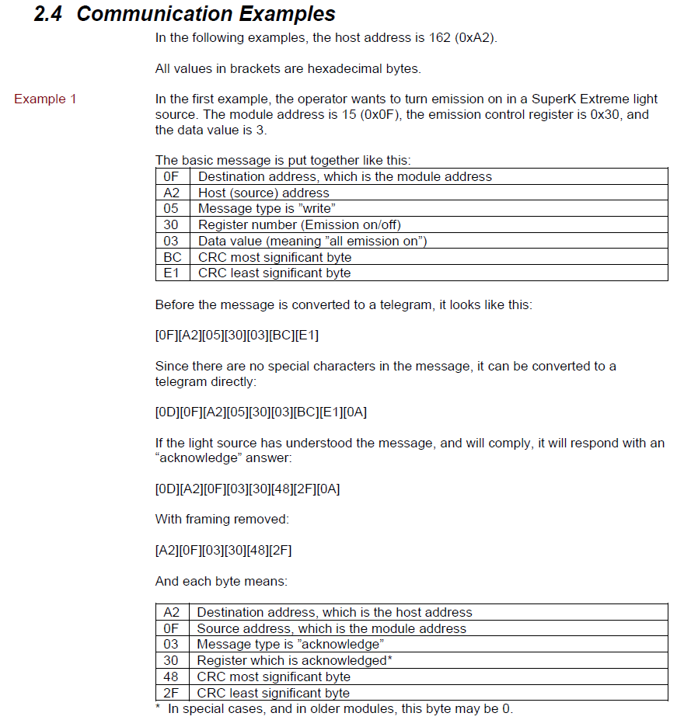 2.4 Communication Examples
In the following examples, the host address is 162 (0xA2).
All values in brackets are hexadecimal bytes.
Example 1
In the first example, the operator wants to turn emission on in a SuperK Extreme light
source. The module address is 15 (0x0F), the emission control register is 0x30, and
the data value is 3.
The basic message is put together like this:
0F Destination address, which is the module address
A2 Host (source) address
05 Message type is ”write”
30 Register number (Emission on/off)
03 Data value (meaning ”all emission on”)
BC CRC most significant byte
E1 CRC least significant byte
Before the message is converted to a telegram, it looks like this:
[0F][A2][05][30][03][BC][E1]
Since there are no special characters in the message, it can be converted to a
telegram directly:
[0D][0F][A2][05][30][03][BC][E1][0A]
If the light source has understood the message, and will comply, it will respond with an
“acknowledge” answer:
[0D][A2][0F][03][30][48][2F][0A]
With framing removed:
[A2][0F][03][30][48][2F]
And each byte means:
A2 Destination address, which is the host address
0F Source address, which is the module address
03 Message type is ”acknowledge”
30 Register which is acknowledged*
48 CRC most significant byte
2F CRC least significant byte
* In special cases, and in older modules, this byte may be 0.